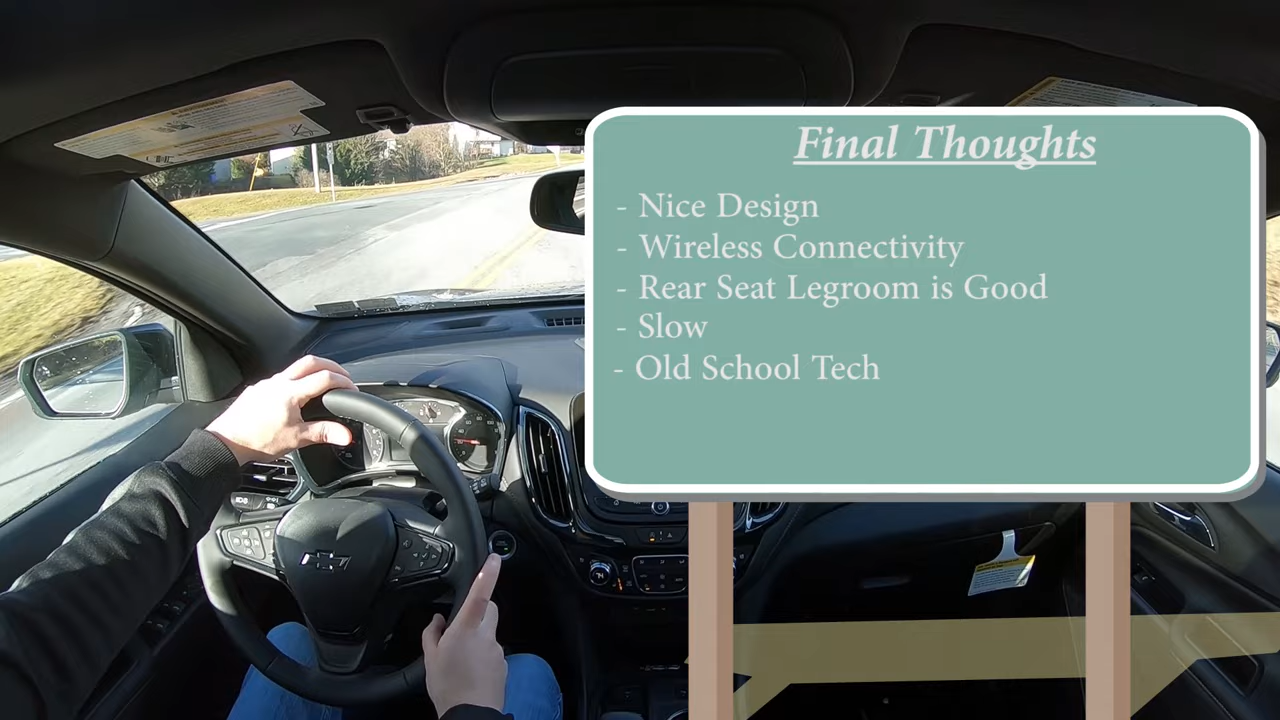 Final Thoughts
- Nice Design
- Wireless Connectivity
- Rear Seat Legroom is Good
- Slow
- Old School Tech